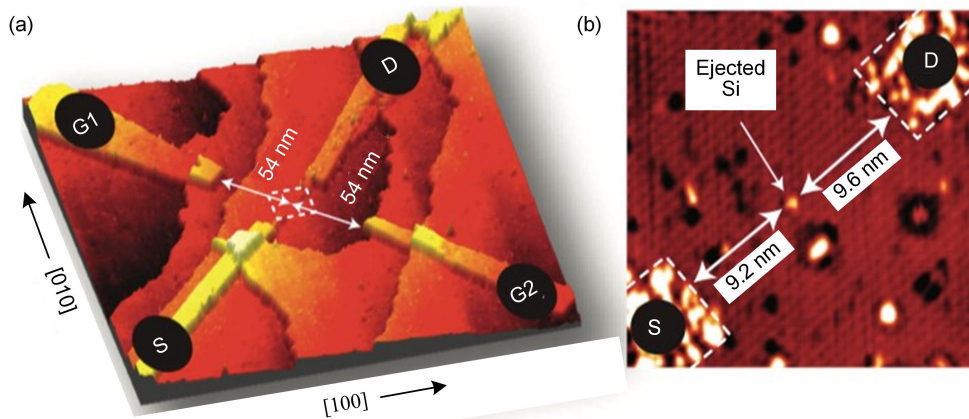 (a)
D
G1
54 nm
54 nm
[010]
S
G2
[100]
(b)
D
Ejected
Si
9.6 nm
9.2 nm
S